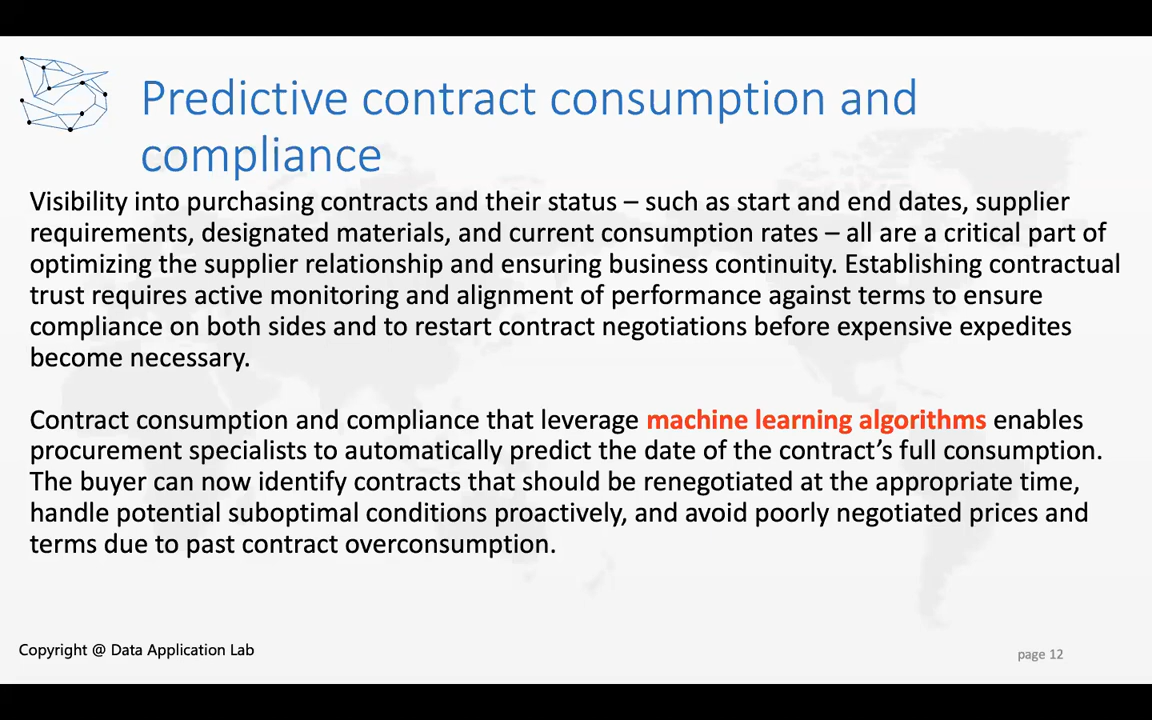 Predictive contract consumption and
compliance
Visibility into purchasing contracts and their status – such as start and end dates, supplier
requirements, designated materials, and current consumption rates – all are a critical part of
optimizing the supplier relationship and ensuring business continuity. Establishing contractual
trust requires active monitoring and alignment of performance against terms to ensure
compliance on both sides and to restart contract negotiations before expensive expedites
become necessary.
Contract consumption and compliance that leverage machine learning algorithms enables
procurement specialists to automatically predict the date of the contract’s full consumption.
The buyer can now identify contracts that should be renegotiated at the appropriate time,
handle potential suboptimal conditions proactively, and avoid poorly negotiated prices and
terms due to past contract overconsumption.
Copyright @ Data Application Lab
page 12